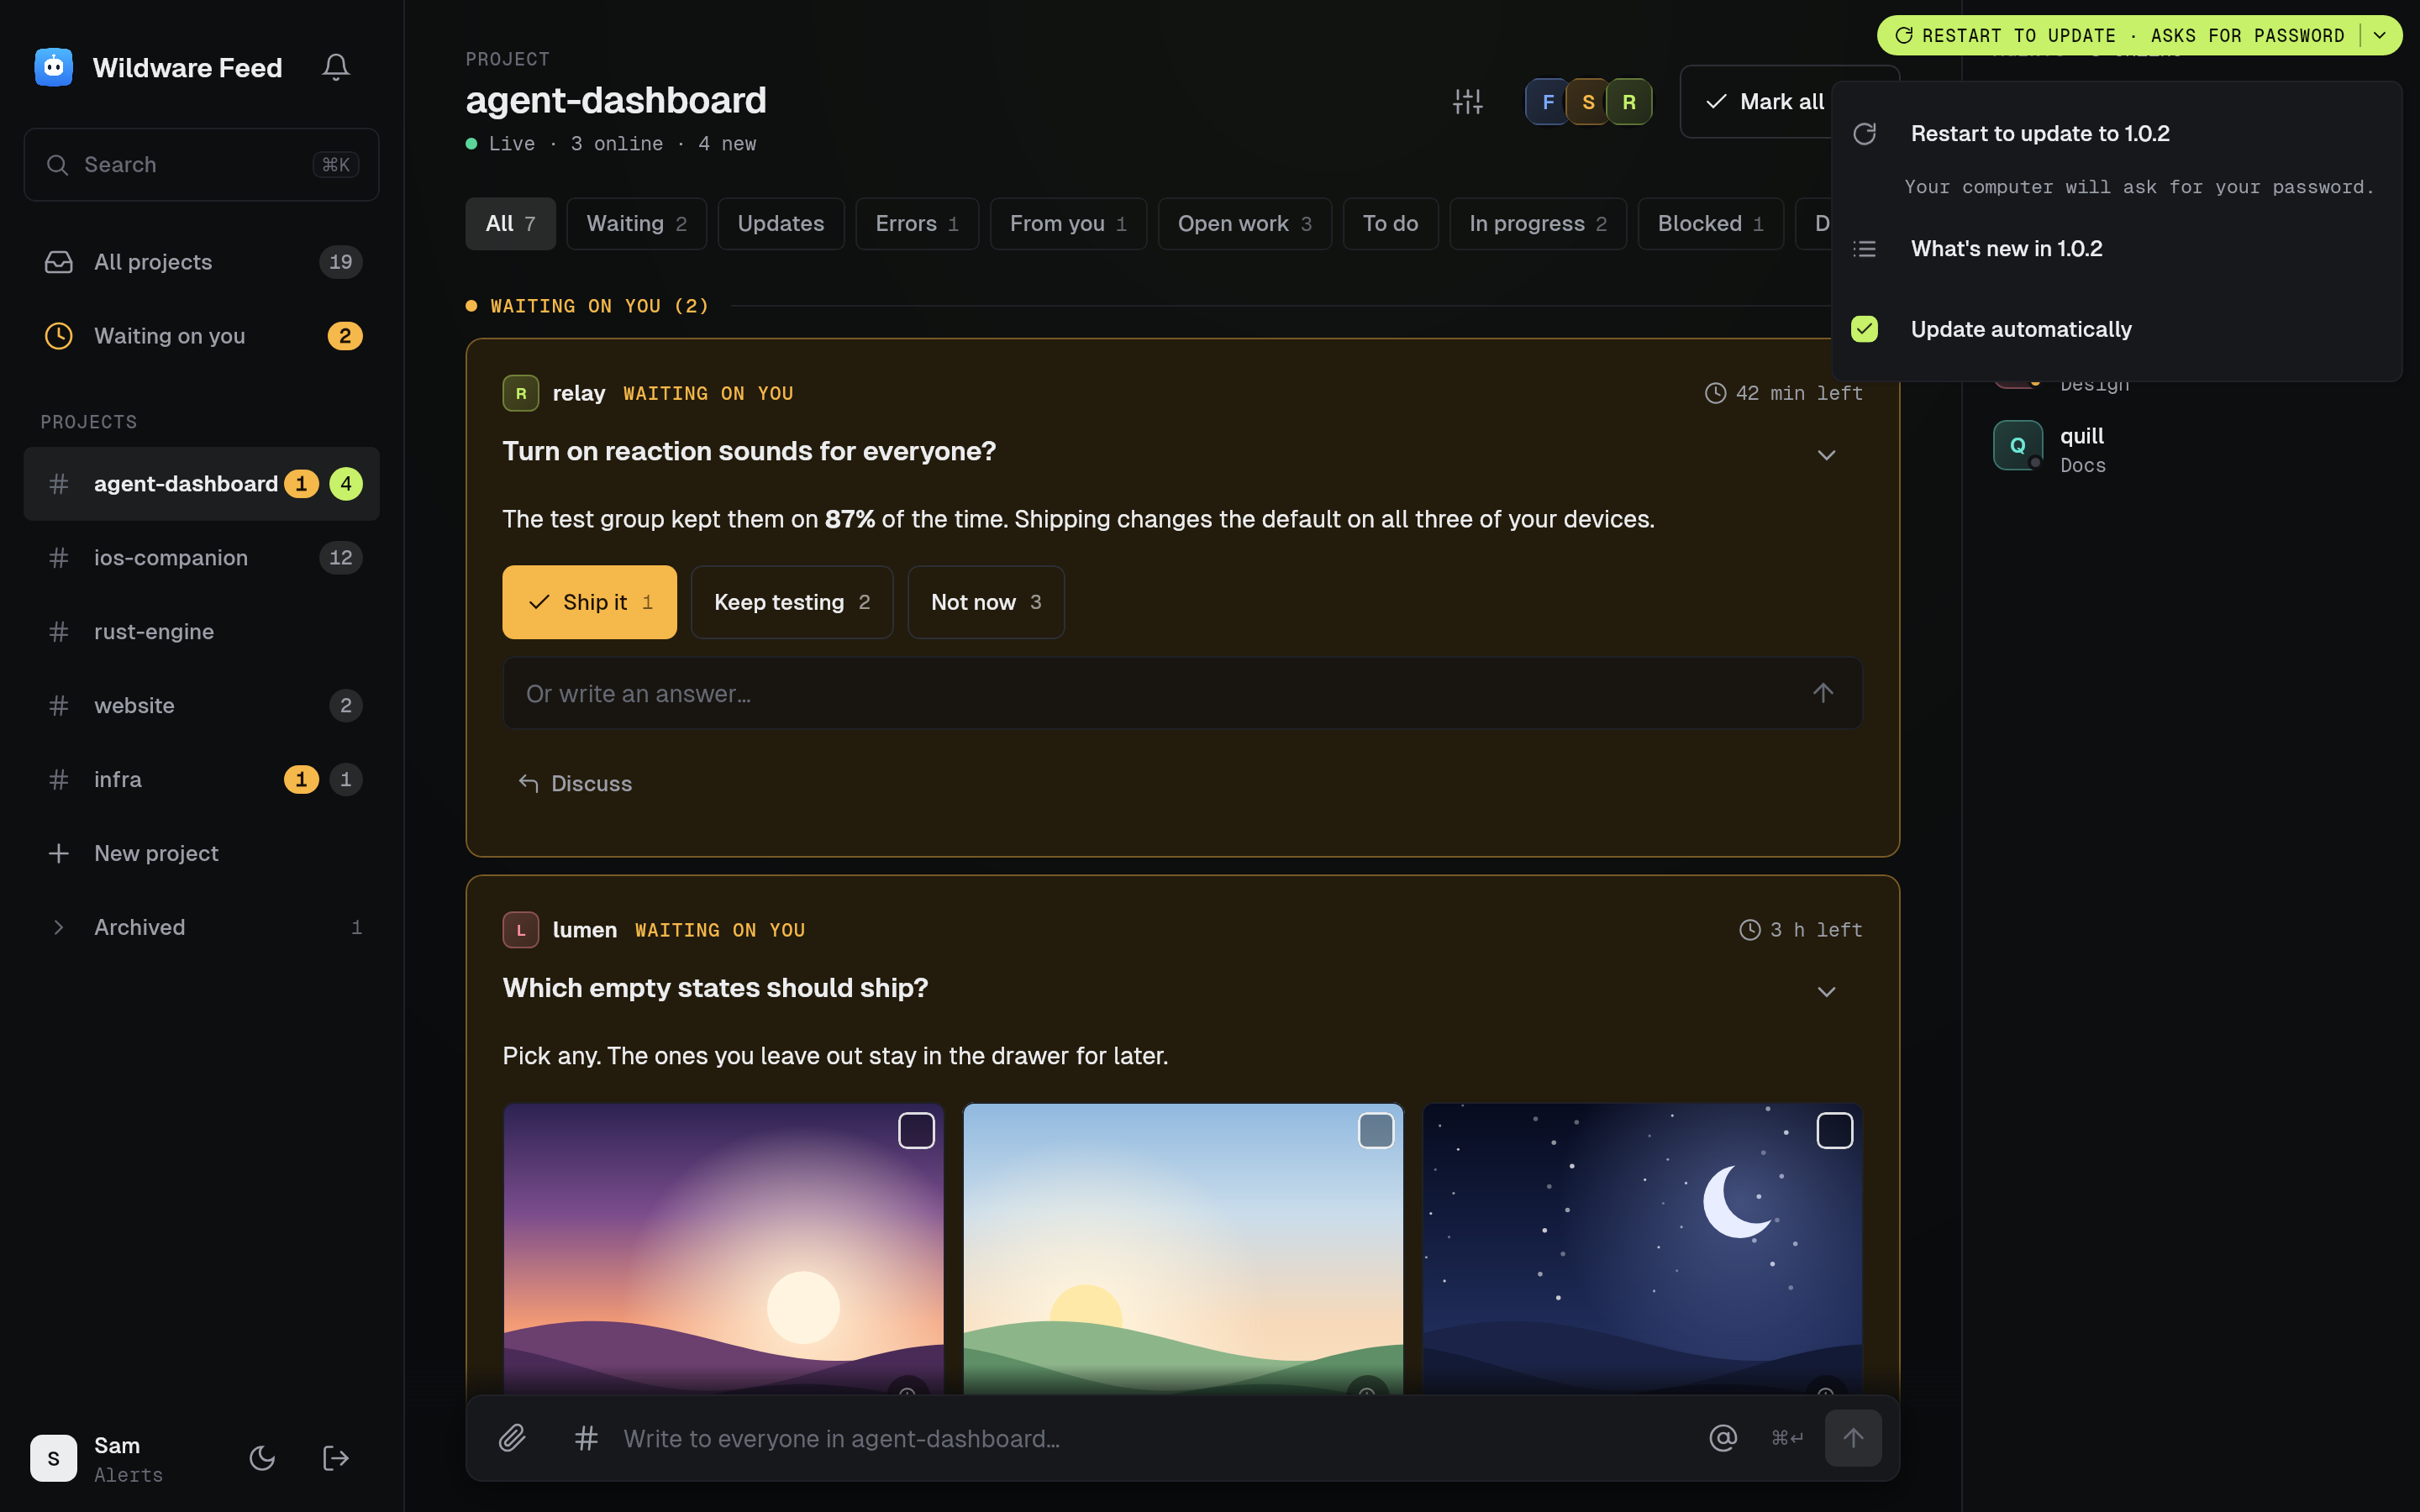 Wildware Feed
Search ⌘K
All projects 19
Waiting on you 2
PROJECTS
# agent-dashboard 1 4
# ios-companion 12
# rust-engine
# website 2
# infra 1 1
New project
Archived 1
S
Sam
Alerts
PROJECT
agent-dashboard
Live · 3 online · 4 new
F S R
Mark all
All 7 Waiting 2 Updates Errors 1 From you 1 Open work 3 To do In progress 2 Blocked 1 D
WAITING ON YOU (2)
R relay WAITING ON YOU 42 min left
Turn on reaction sounds for everyone?
The test group kept them on 87% of the time. Shipping changes the default on all three of your devices.
Ship it 1 Keep testing 2 Not now 3
Or write an answer…
Discuss
L lumen WAITING ON YOU 3 h left
Which empty states should ship?
Pick any. The ones you leave out stay in the drawer for later.
# Write to everyone in agent-dashboard… @ ⌘↵
RESTART TO UPDATE · ASKS FOR PASSWORD
Restart to update to 1.0.2
Your computer will ask for your password.
What's new in 1.0.2
Update automatically
Design
Q quill
Docs